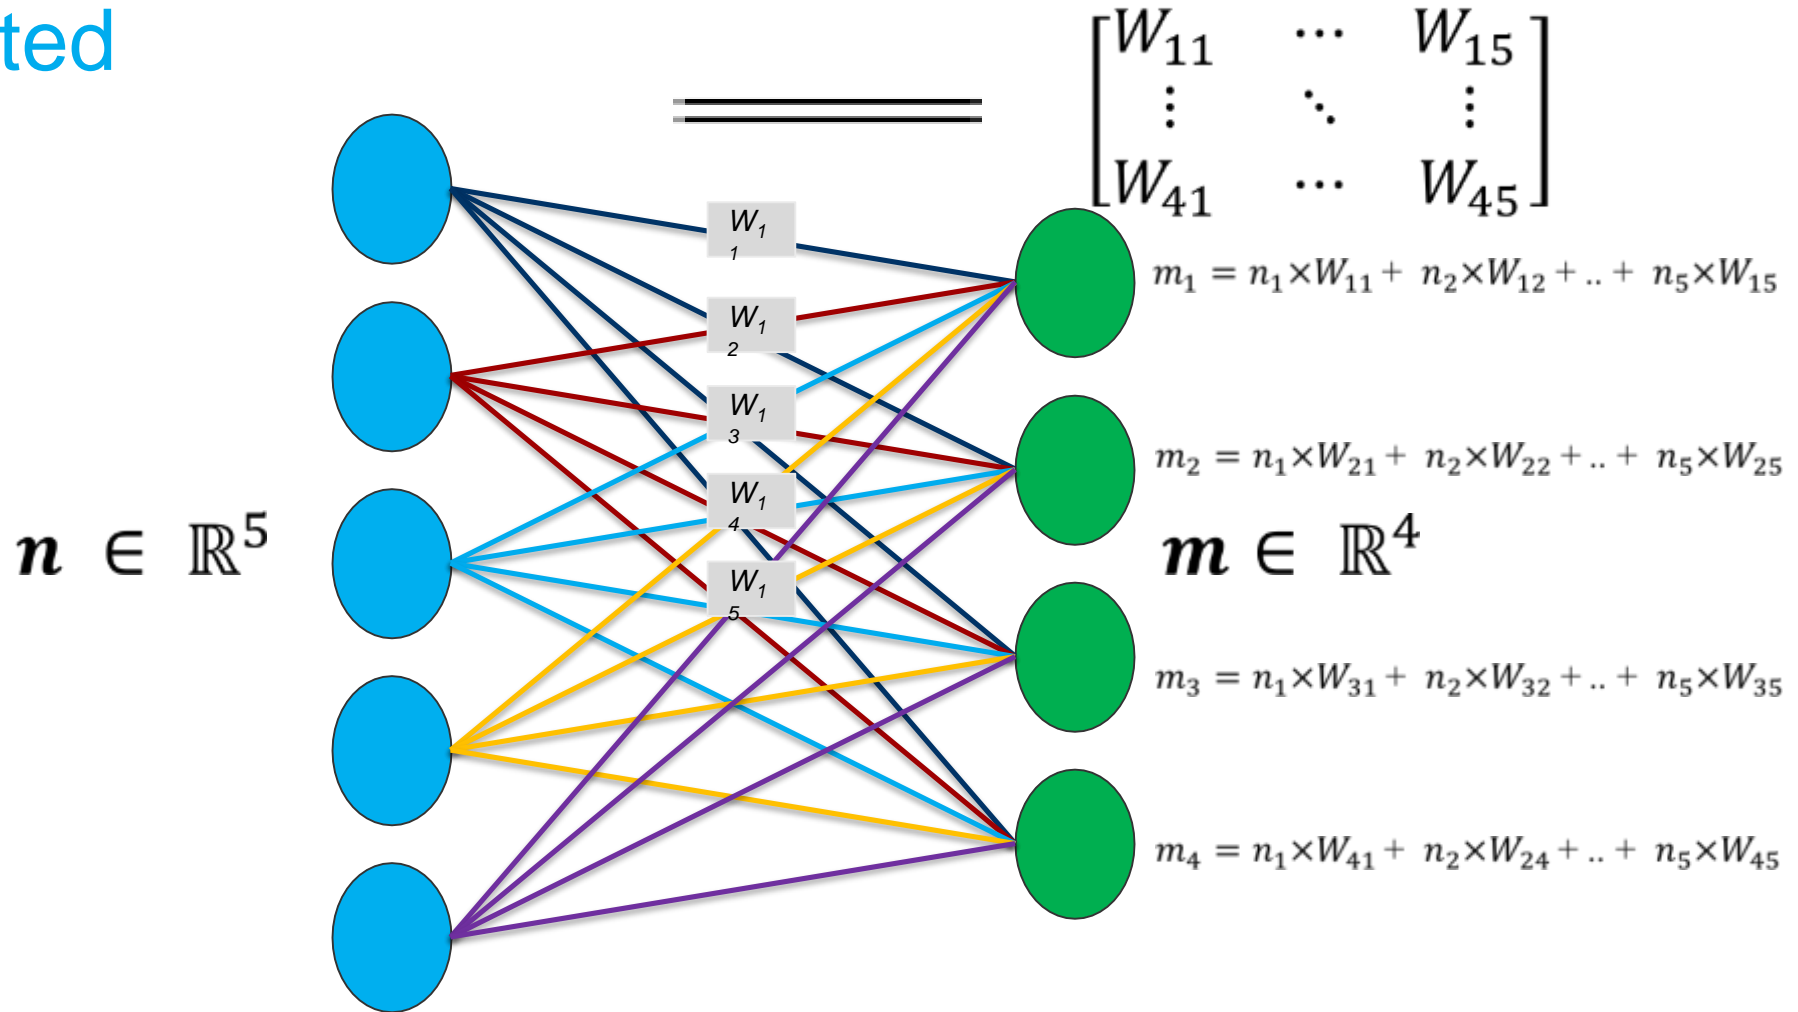 ted
[W₁₁ ⋯ W₁₅
⋮ ⋱ ⋮
W₄₁ ⋯ W₄₅]
W₁
₁
W₁
₂
W₁
₃
W₁
₄
W₁
₅
m₁ = n₁×W₁₁ + n₂×W₁₂ + .. + n₅×W₁₅
m₂ = n₁×W₂₁ + n₂×W₂₂ + .. + n₅×W₂₅
n ∈ ℝ⁵
m ∈ ℝ⁴
m₃ = n₁×W₃₁ + n₂×W₃₂ + .. + n₅×W₃₅
m₄ = n₁×W₄₁ + n₂×W₂₄ + .. + n₅×W₄₅